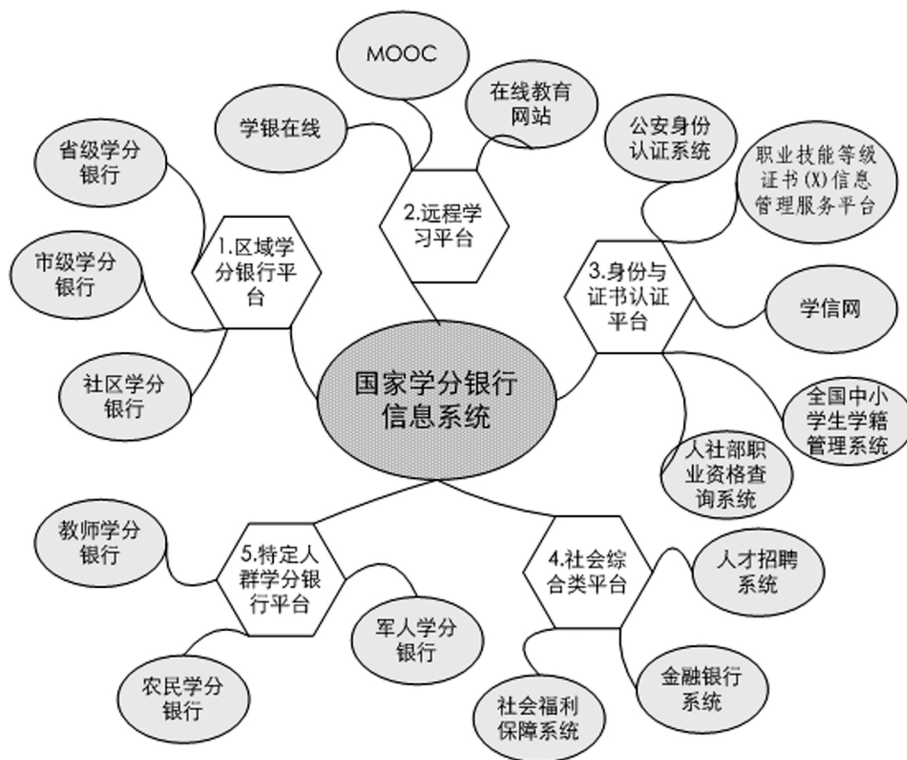 MOOC
在线教育
网站
学银在线
公安身份
认证系统
职业技能等级
证书(X)信息
管理服务平台
省级学分
银行
2.远程学
习平台
1.区域学
分银行平
台
市级学分
银行
3.身份与
证书认证
平台
学信网
社区学分
银行
国家学分银行
信息系统
全国中小
学生学籍
管理系统
人社部职
业资格查
询系统
教师学分
银行
5.特定人
群学分银
行平台
4.社会综
合类平台
人才招聘
系统
军人学分
银行
农民学分
银行
社会福利
保障系统
金融银行
系统